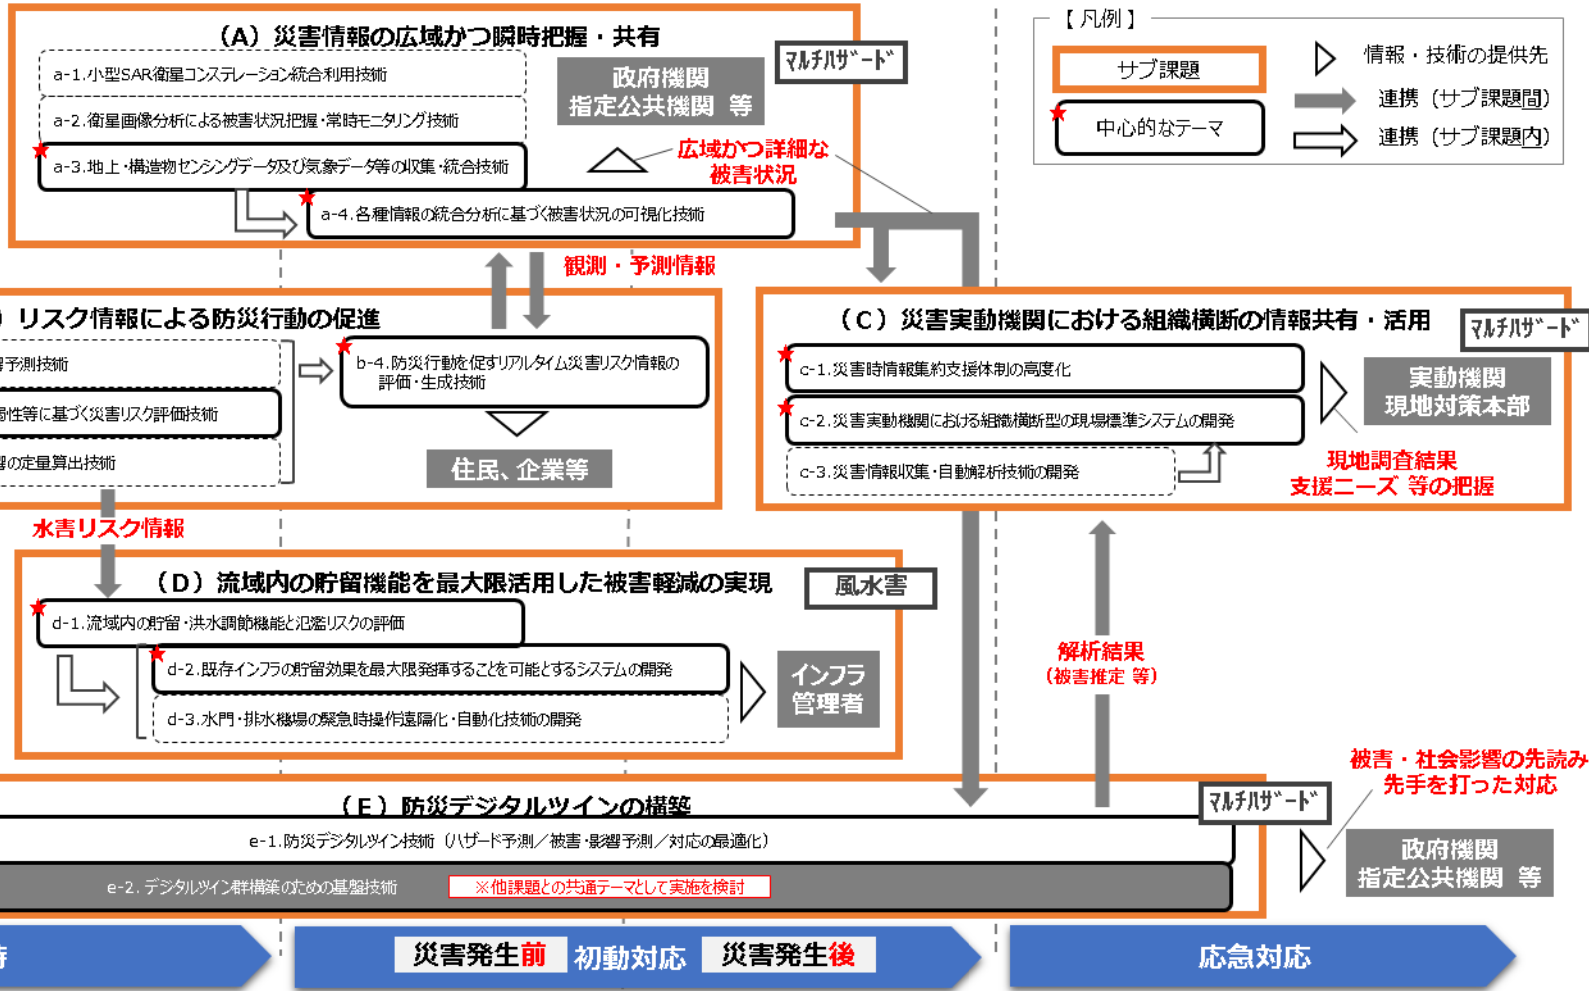 (A)災害情報の広域かつ瞬時把握・共有
マルチハザード
a-1.小型SAR衛星コンステレーション統合利用技術
a-2.衛星画像分析による被害状況把握・常時モニタリング技術
a-3.地上・構造物センシングデータ及び気象データ等の収集・統合技術
a-4.各種情報の統合分析に基づく被害状況の可視化技術
政府機関
指定公共機関 等
広域かつ詳細な
被害状況
【凡例】
サブ課題
中心的なテーマ
情報・技術の提供先
連携(サブ課題間)
連携(サブ課題内)
観測・予測情報
)リスク情報による防災行動の促進
予測技術
性等に基づく災害リスク評価技術
の定量算出技術
b-4.防災行動を促すリアルタイム災害リスク情報の
評価・生成技術
住民、企業等
(C)災害実動機関における組織横断の情報共有・活用
マルチハザード
c-1.災害時情報集約支援体制の高度化
c-2.災害実動機関における組織横断型の現場標準システムの開発
c-3.災害情報収集・自動解析技術の開発
実動機関
現地対策本部
現地調査結果
支援ニーズ 等の把握
水害リスク情報
(D)流域内の貯留機能を最大限活用した被害軽減の実現
風水害
d-1.流域内の貯留・洪水調節機能と氾濫リスクの評価
d-2.既存インフラの貯留効果を最大限発揮することを可能とするシステムの開発
d-3.水門・排水機場の緊急時操作遠隔化・自動化技術の開発
インフラ
管理者
解析結果
(被害推定 等)
(E)防災デジタルツインの構築
マルチハザード
e-1.防災デジタルツイン技術(ハザード予測/被害・影響予測/対応の最適化)
e-2.デジタルツイン群構築のための基盤技術
※他課題との共通テーマとして実施を検討
被害・社会影響の先読み
先手を打った対応
政府機関
指定公共機関 等
時
災害発生前 初動対応 災害発生後
応急対応